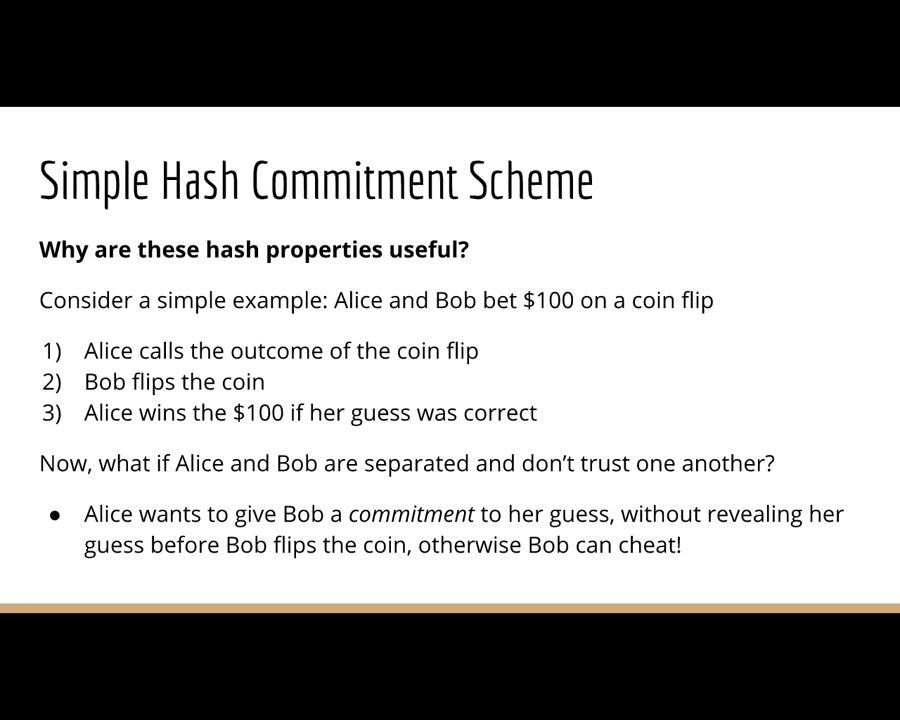 Simple Hash Commitment Scheme
Why are these hash properties useful?
Consider a simple example: Alice and Bob bet $100 on a coin flip
1) Alice calls the outcome of the coin flip
2) Bob flips the coin
3) Alice wins the $100 if her guess was correct
Now, what if Alice and Bob are separated and don’t trust one another?
● Alice wants to give Bob a commitment to her guess, without revealing her
guess before Bob flips the coin, otherwise Bob can cheat!